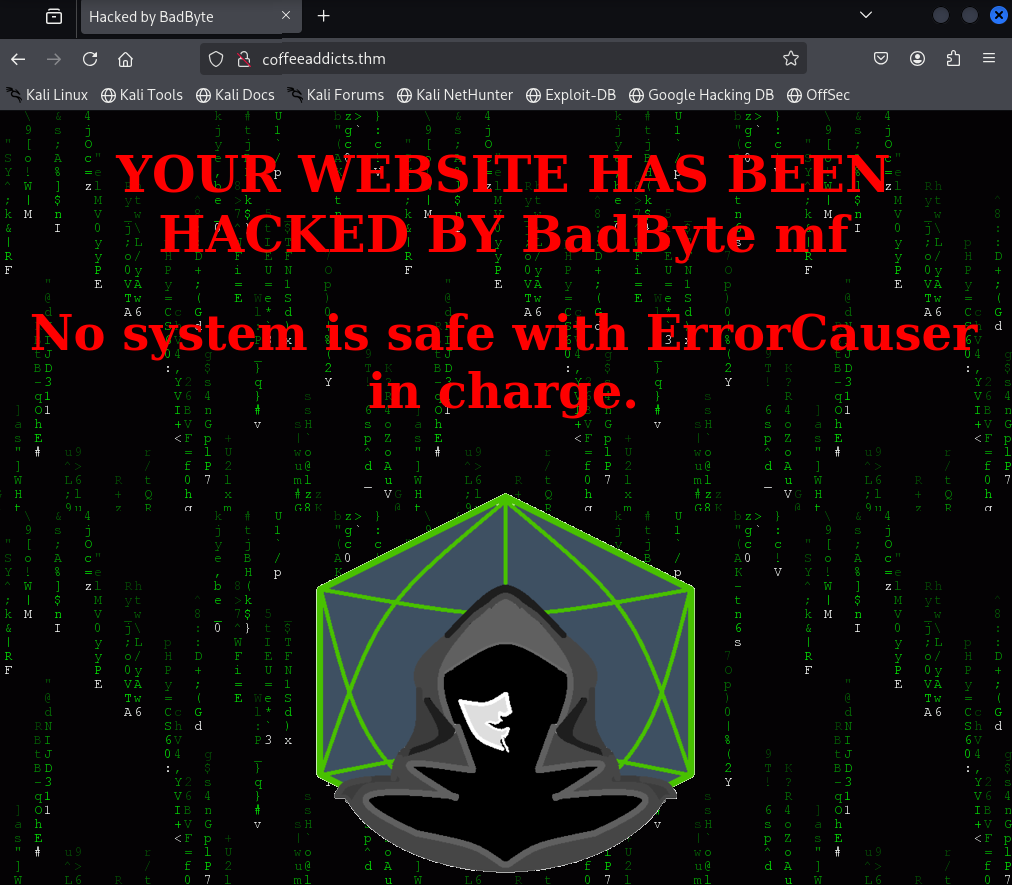 Hacked by BadByte
coffeeaddicts.thm
Kali Linux Kali Tools Kali Docs Kali Forums Kali NetHunter Exploit-DB Google Hacking DB OffSec
YOUR WEBSITE HAS BEEN
HACKED BY BadByte mf
No system is safe with ErrorCauser
in charge.